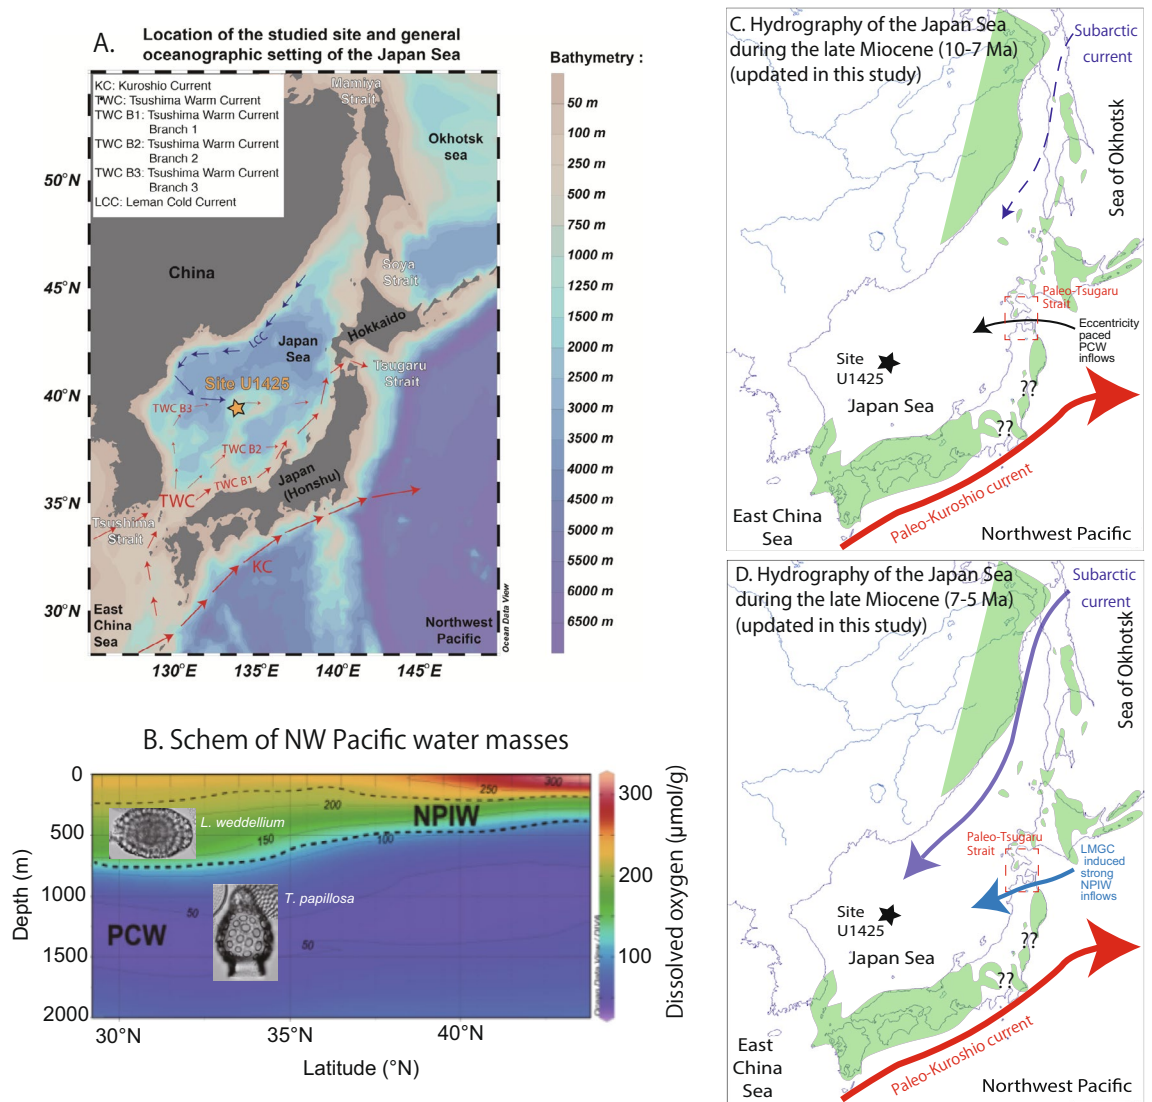 A.
Location of the studied site and general
oceanographic setting of the Japan Sea
Bathymetry :
KC: Kuroshio Current
TWC: Tsushima Warm Current
TWC B1: Tsushima Warm Current
Branch 1
TWC B2: Tsushima Warm Current
Branch 2
TWC B3: Tsushima Warm Current
Branch 3
LCC: Leman Cold Current
Mamiya
Strait
Okhotsk
sea
China
Soya
Strait
Hokkaido
Japan
Sea
LCC
Tsugaru
Strait
Site U1425
TWC B3
TWC B2
TWC B1
TWC
Japan
(Honshu)
Tsushima
Strait
KC
East
China
Sea
Northwest
Pacific
Ocean Data View
50°N
45°N
40°N
35°N
30°N
130°E
135°E
140°E
145°E
50 m
100 m
250 m
500 m
750 m
1000 m
1250 m
1500 m
2000 m
2500 m
3000 m
3500 m
4000 m
4500 m
5000 m
5500 m
6000 m
6500 m
B. Schem of NW Pacific water masses
0
500
1000
1500
2000
Depth (m)
L. weddellium
T. papillosa
NPIW
PCW
200
150
100
250
300
50
50
30°N
35°N
40°N
Latitude (°N)
300
200
100
Dissolved oxygen (µmol/g)
C. Hydrography of the Japan Sea
during the late Miocene (10-7 Ma)
(updated in this study)
Subarctic
current
Sea of Okhotsk
Paleo-Tsugaru
Strait
Eccentricity
paced
PCW
inflows
Site
U1425
Japan Sea
??
??
Paleo-Kuroshio current
East China
Sea
Northwest Pacific
D. Hydrography of the Japan Sea
during the late Miocene (7-5 Ma)
(updated in this study)
Subarctic
current
Sea of Okhotsk
Paleo-Tsugaru
Strait
LMGC
induced
strong
NPIW
inflows
Site
U1425
Japan Sea
??
??
Paleo-Kuroshio current
East
China
Sea
Northwest Pacific